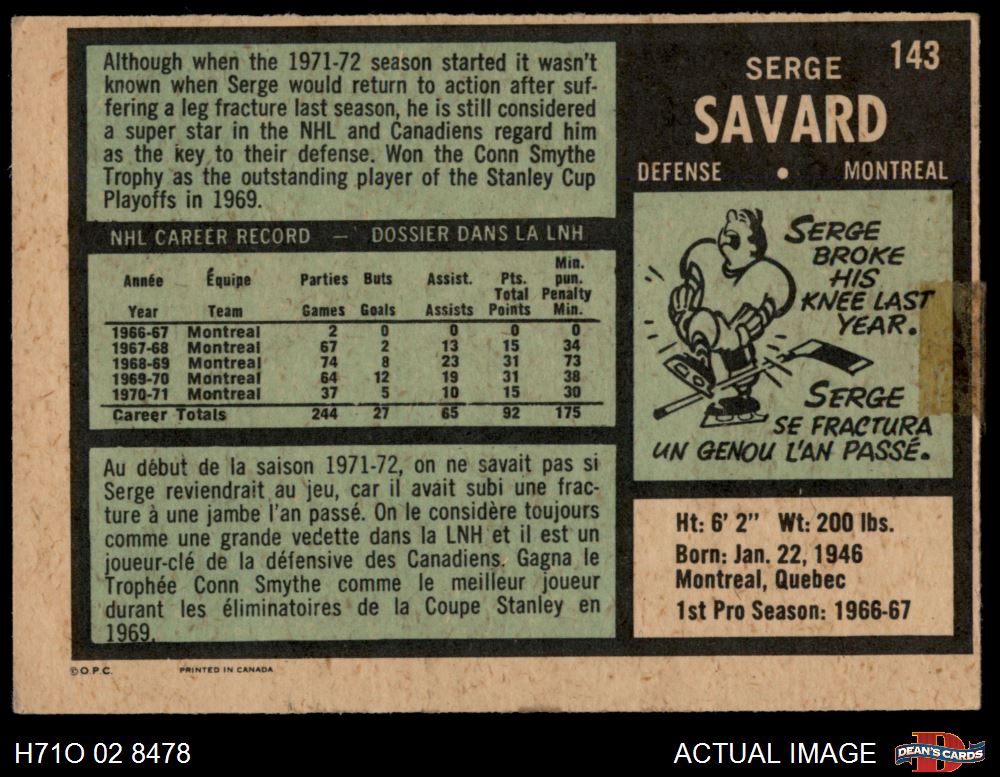 Although when the 1971-72 season started it wasn't
known when Serge would return to action after suf-
fering a leg fracture last season, he is still considered
a super star in the NHL and Canadiens regard him
as the key to their defense. Won the Conn Smythe
Trophy as the outstanding player of the Stanley Cup
Playoffs in 1969.
NHL CAREER RECORD — DOSSIER DANS LA LNH
Année Équipe Parties Buts Assist. Pts. Min. pun.
Year Team Games Goals Assists Total Points Penalty Min.
1966-67 Montreal 2 0 0 0 0
1967-68 Montreal 67 2 13 15 34
1968-69 Montreal 74 8 23 31 73
1969-70 Montreal 64 12 19 31 38
1970-71 Montreal 37 5 10 15 30
Career Totals 244 27 65 92 175
Au début de la saison 1971-72, on ne savait pas si
Serge reviendrait au jeu, car il avait subi une frac-
ture à une jambe l'an passé. On le considère toujours
comme une grande vedette dans la LNH et il est un
joueur-clé de la défensive des Canadiens. Gagna le
Trophée Conn Smythe comme le meilleur joueur
durant les éliminatoires de la Coupe Stanley en
1969.
©O.P.C. PRINTED IN CANADA
143
SERGE
SAVARD
DEFENSE • MONTREAL
SERGE
BROKE
HIS
KNEE LAST
YEAR.
SERGE
SE FRACTURA
UN GENOU L'AN PASSÉ.
Ht: 6' 2" Wt: 200 lbs.
Born: Jan. 22, 1946
Montreal, Quebec
1st Pro Season: 1966-67
H71O 02 8478
ACTUAL IMAGE
DEAN'S CARDS